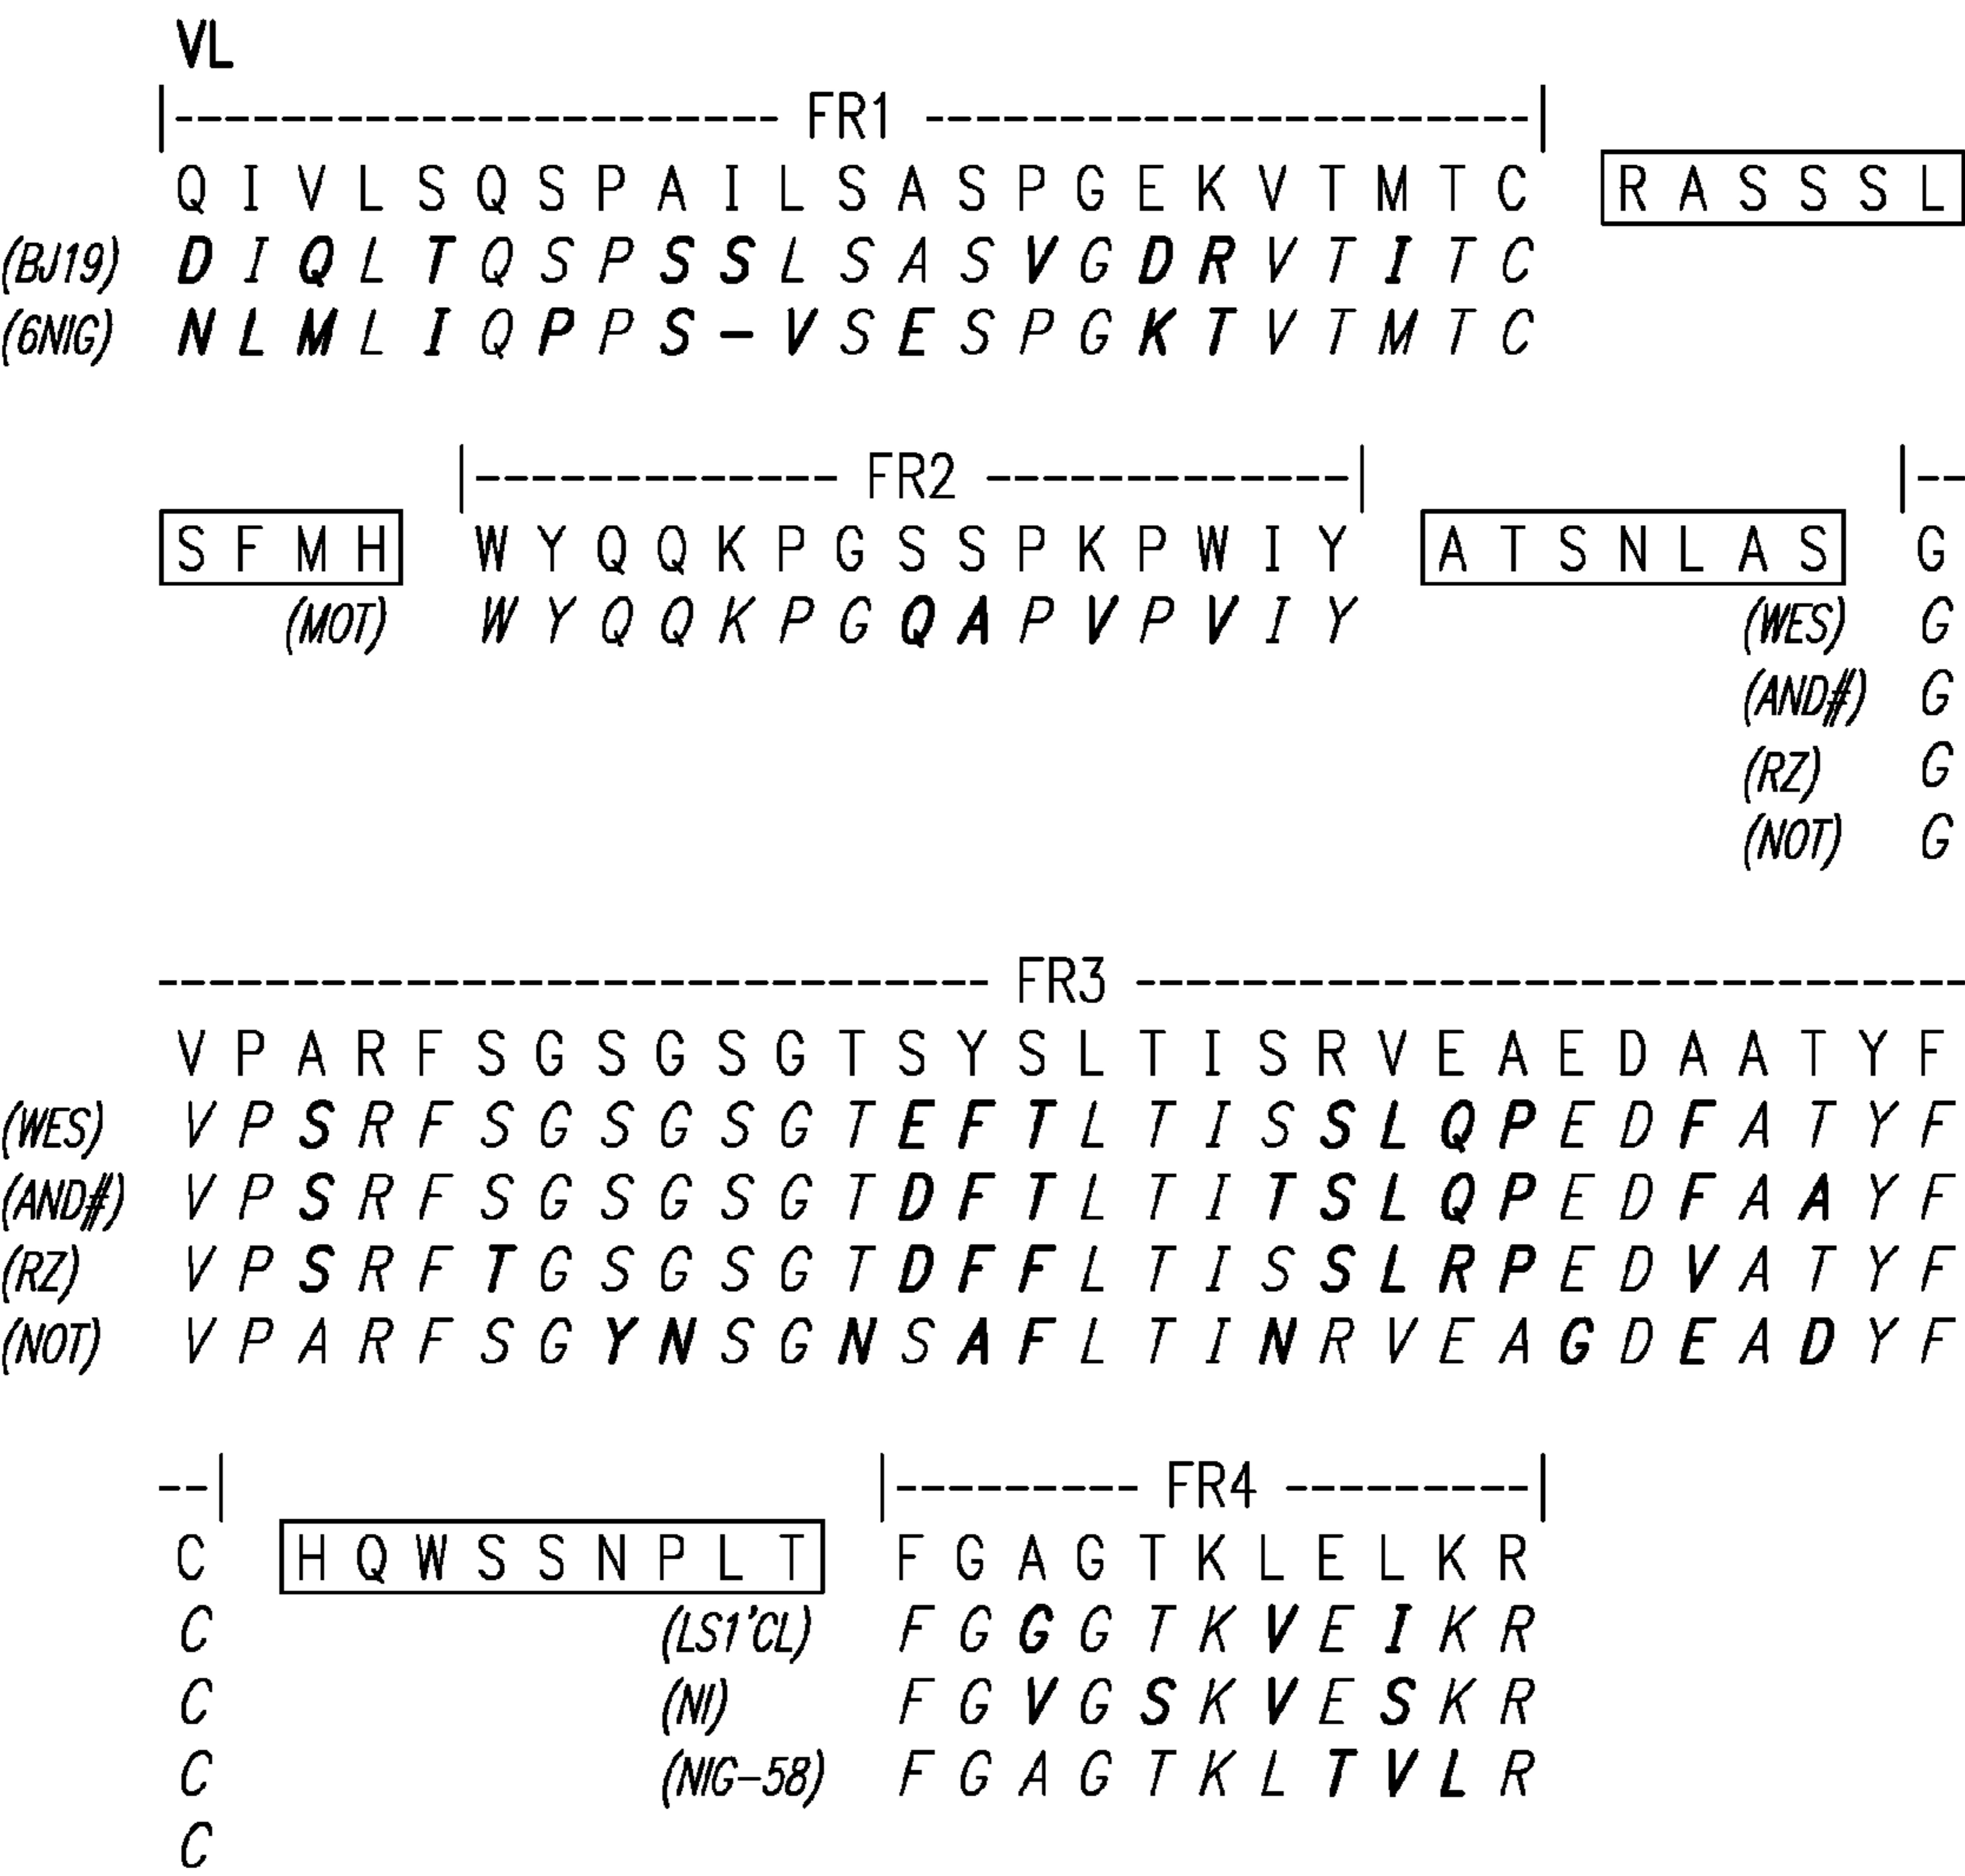 VL
|---------------------- FR1 ----------------------|
Q I V L S Q S P A I L S A S P G E K V T M T C R A S S S L
(BJ19) D I Q L T Q S P S S L S A S V G D R V T I T C
(6NIG) N L M L I Q P P S - V S E S P G K T V T M T C
|------------- FR2 -------------| |--
S F M H W Y Q Q K P G S S P K P W I Y A T S N L A S G
(MOT) W Y Q Q K P G Q A P V P V I Y (WES) G
(AND#) G
(RZ) G
(NOT) G
------------------------------- FR3 -------------------------------
V P A R F S G S G S G T S Y S L T I S R V E A E D A A T Y F
(WES) V P S R F S G S G S G T E F T L T I S S L Q P E D F A T Y F
(AND#) V P S R F S G S G S G T D F T L T I T S L Q P E D F A A Y F
(RZ) V P S R F T G S G S G T D F F L T I S S L R P E D V A T Y F
(NOT) V P A R F S G Y N S G N S A F L T I N R V E A G D E A D Y F
--| |--------- FR4 ---------|
C H Q W S S N P L T F G A G T K L E L K R
C (LS1'CL) F G G G T K V E I K R
C (NI) F G V G S K V E S K R
C (NIG-58) F G A G T K L T V L R
C